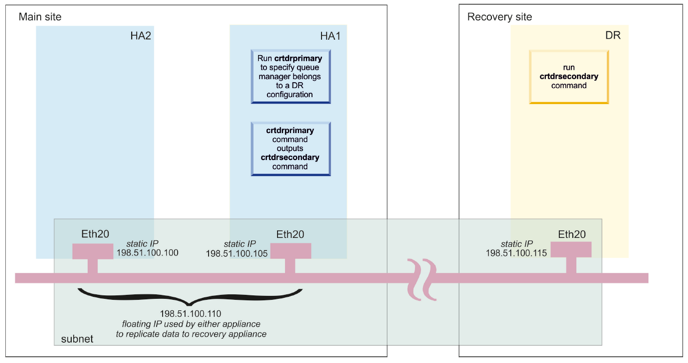 Main site
Recovery site
HA2
HA1
DR
Run crtdrprimary
to specify queue
manager belongs
to a DR
configuration
run
crtdrsecondary
command
crtdrprimary
command
outputs
crtdrsecondary
command
Eth20
static IP
198.51.100.100
static IP
198.51.100.105
Eth20
static IP
198.51.100.115
Eth20
198.51.100.110
floating IP used by either appliance
to replicate data to recovery appliance
subnet